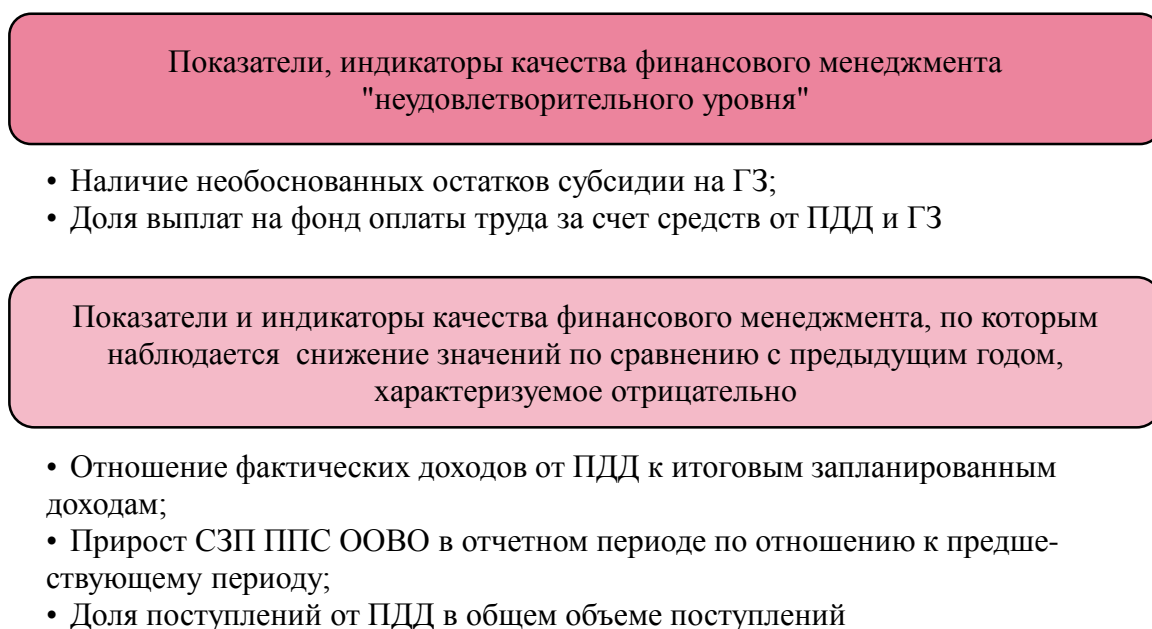 Показатели, индикаторы качества финансового менеджмента
"неудовлетворительного уровня"
• Наличие необоснованных остатков субсидии на ГЗ;
• Доля выплат на фонд оплаты труда за счет средств от ПДД и ГЗ
Показатели и индикаторы качества финансового менеджмента, по которым
наблюдается снижение значений по сравнению с предыдущим годом,
характеризуемое отрицательно
• Отношение фактических доходов от ПДД к итоговым запланированным
доходам;
• Прирост СЗП ППС ООВО в отчетном периоде по отношению к предше-
ствующему периоду;
• Доля поступлений от ПДД в общем объеме поступлений